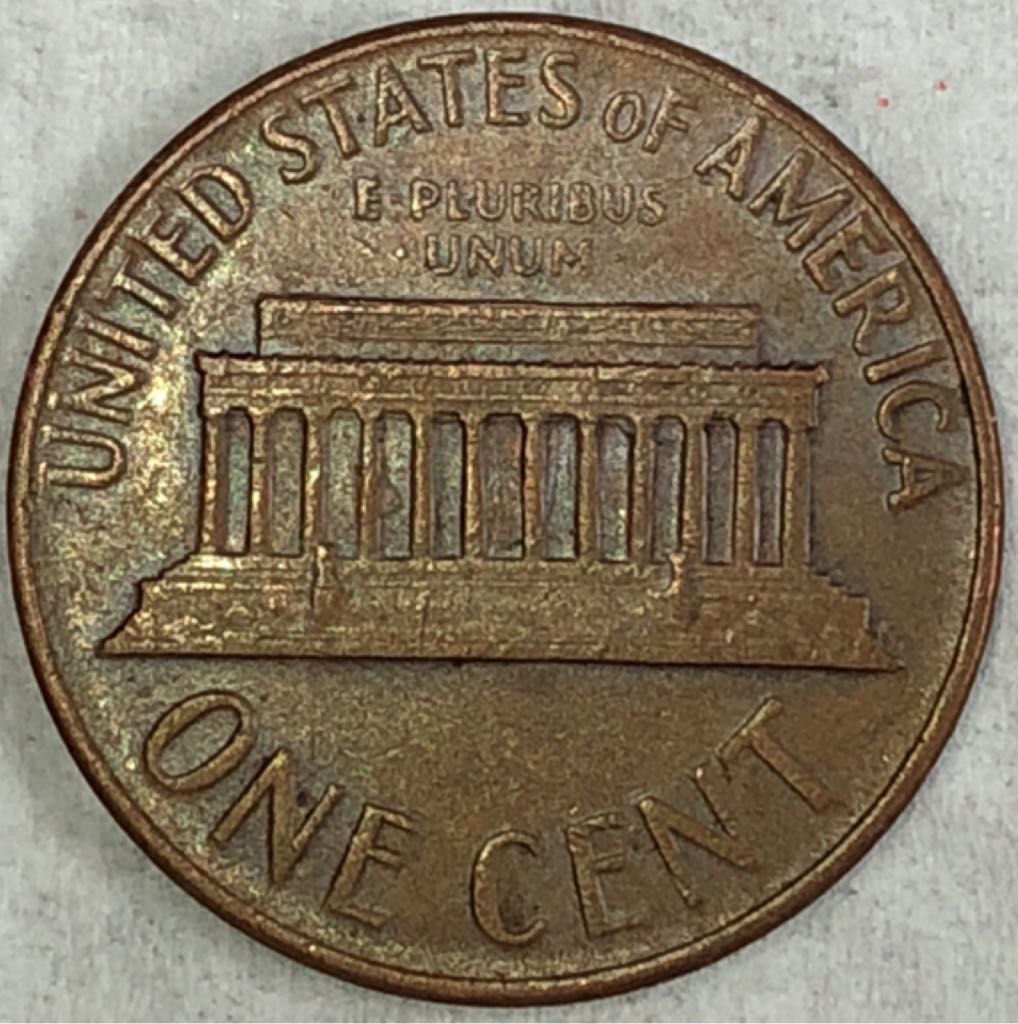 UNITED STATES OF AMERICA
E·PLURIBUS
·UNUM
ONE CENT